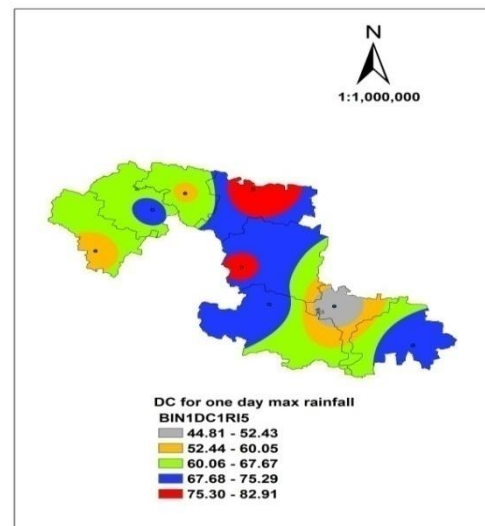 N
1:1,000,000
DC for one day max rainfall
BIN1DC1RI5
44.81 - 52.43
52.44 - 60.05
60.06 - 67.67
67.68 - 75.29
75.30 - 82.91